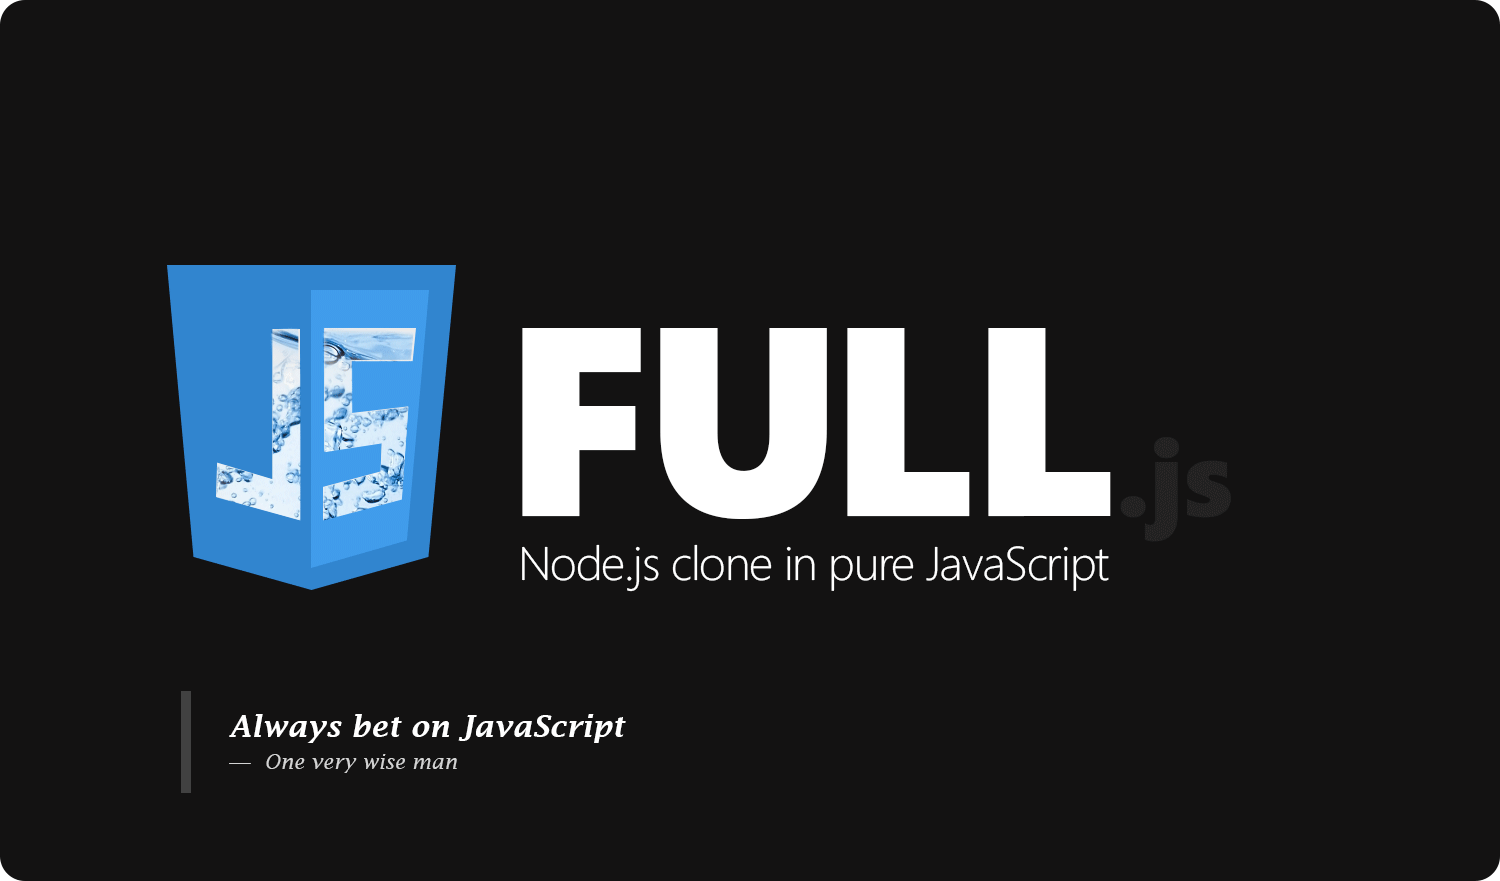 JS
FULL.js
Node.js clone in pure JavaScript
Always bet on JavaScript
— One very wise man